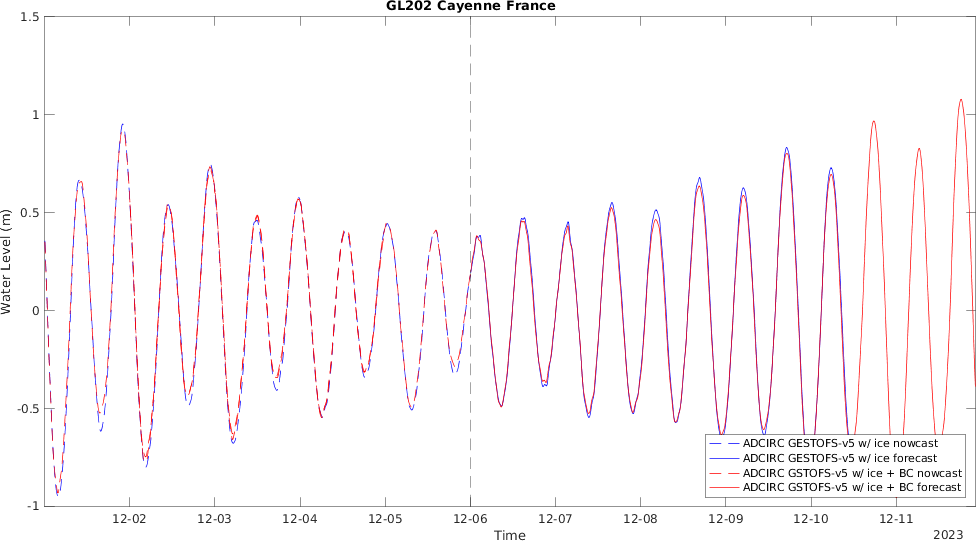 GL202 Cayenne France
1.5
1
0.5
0
-0.5
-1
Water Level (m)
ADCIRC GESTOFS-v5 w/ ice nowcast
ADCIRC GESTOFS-v5 w/ ice forecast
ADCIRC GSTOFS-v5 w/ ice + BC nowcast
ADCIRC GSTOFS-v5 w/ ice + BC forecast
12-02 12-03 12-04 12-05 12-06 12-07 12-08 12-09 12-10 12-11
Time
2023